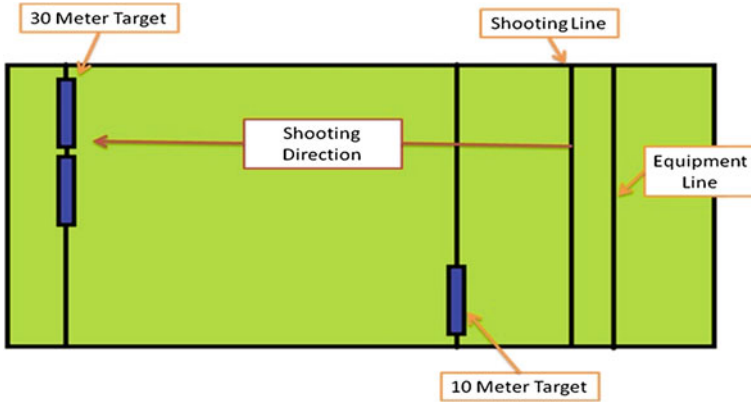 30 Meter Target
Shooting Line
Shooting
Direction
Equipment
Line
10 Meter Target